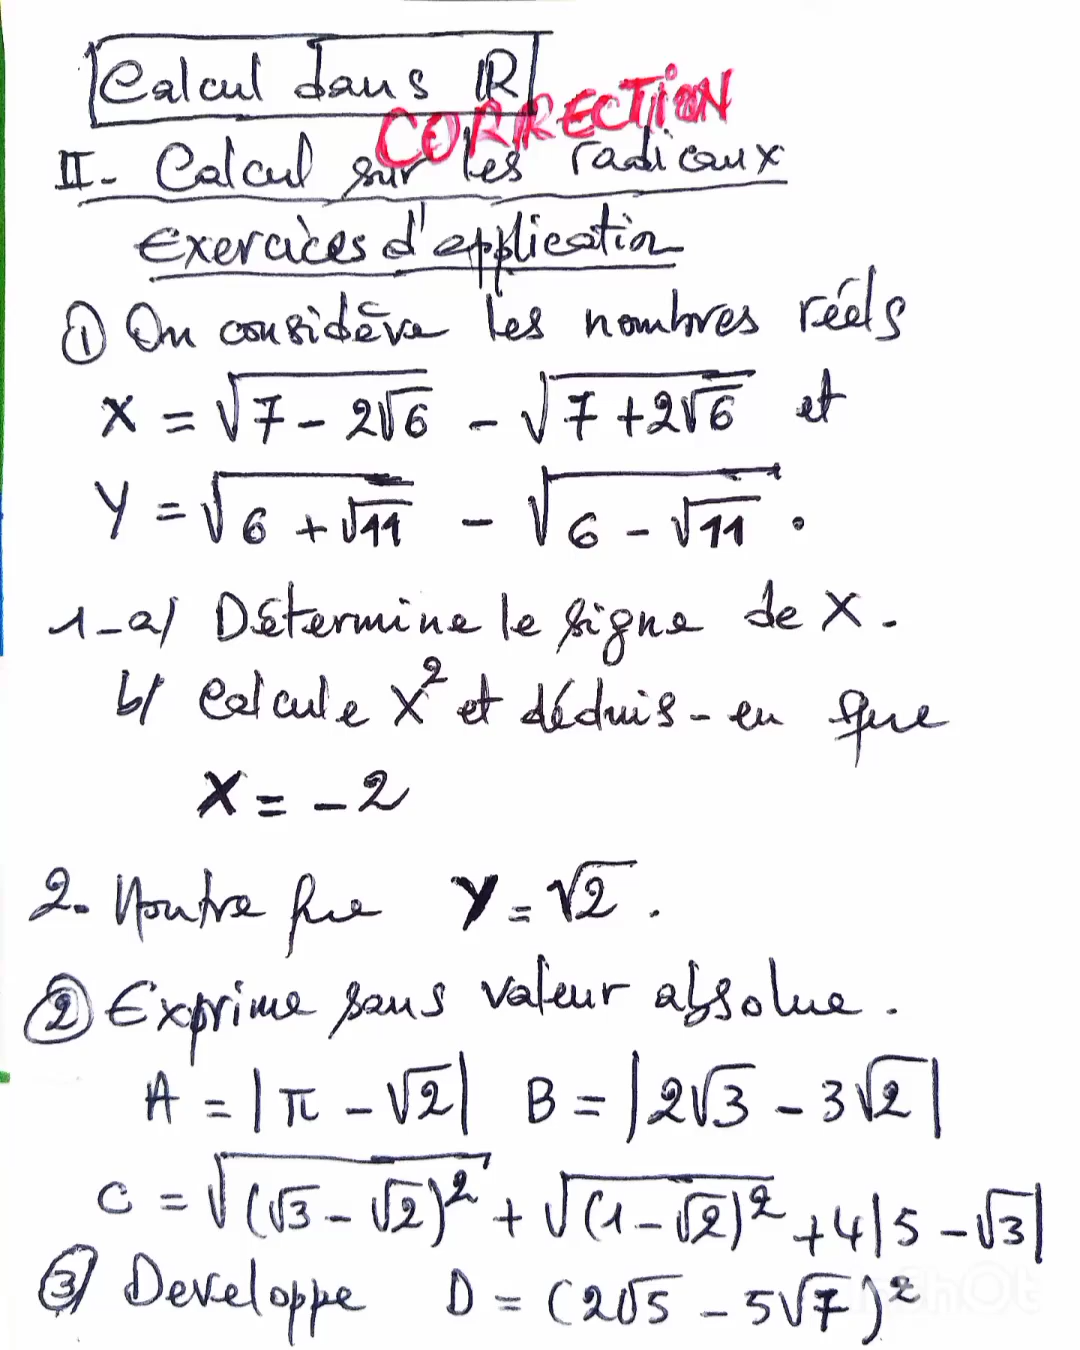 Calcul dans ℝ
CORRECTION
II- Calcul sur les radicaux
Exercices d'application
① On considère les nombres réels
X = √(7 - 2√6) - √(7 + 2√6) et
Y = √(6 + √11) - √(6 - √11).
1-a/ Détermine le signe de X.
b/ Calcule X² et déduis-en que
X = -2
2. Montre que Y = √2.
② Exprime sans valeur absolue.
A = |π - √2| B = |2√3 - 3√2|
C = √((√3 - √2)²) + √((1 - √2)²) + 4|5 - √3|
③ Developpe D = (2√5 - 5√7)²